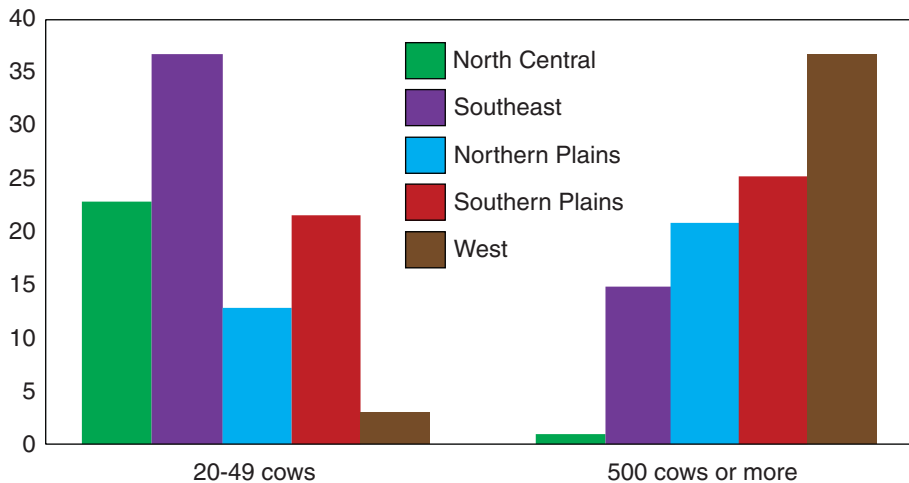 40
35
30
25
20
15
10
5
0
North Central
Southeast
Northern Plains
Southern Plains
West
20-49 cows
500 cows or more